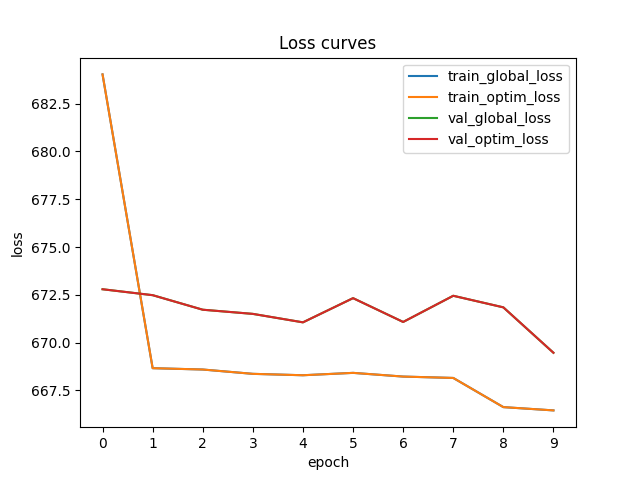 Loss curves
train_global_loss
train_optim_loss
val_global_loss
val_optim_loss
loss
682.5
680.0
677.5
675.0
672.5
670.0
667.5
0 1 2 3 4 5 6 7 8 9
epoch